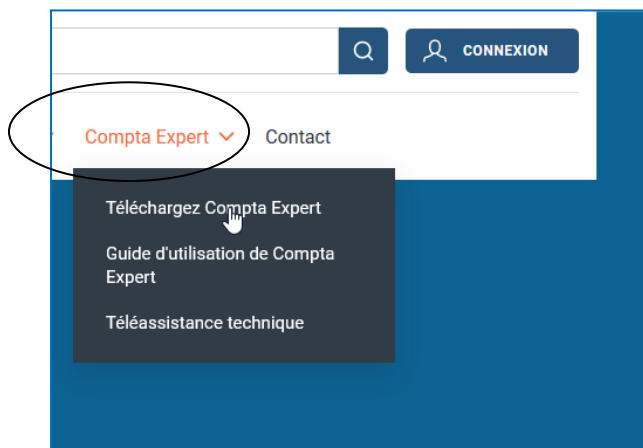 CONNEXION
Compta Expert
Contact
Téléchargez Compta Expert
Guide d'utilisation de Compta
Expert
Téléassistance technique